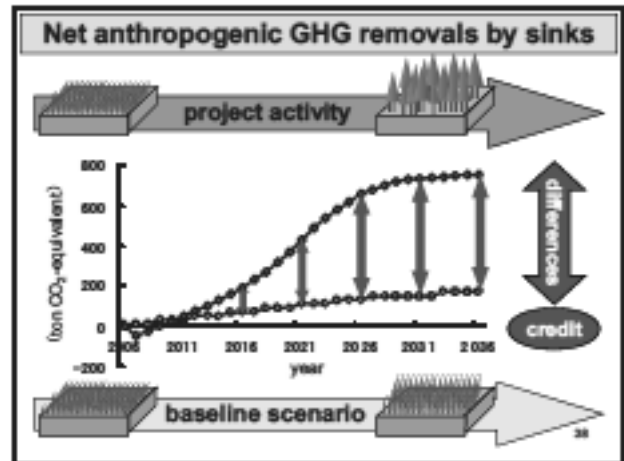 Net anthropogenic GHG removals by sinks
project activity
800
600
400
200
0
-200
(ton CO₂-equivalent)
2006 2011 2016 2021 2026 2031 2036
year
differences
credit
baseline scenario
38